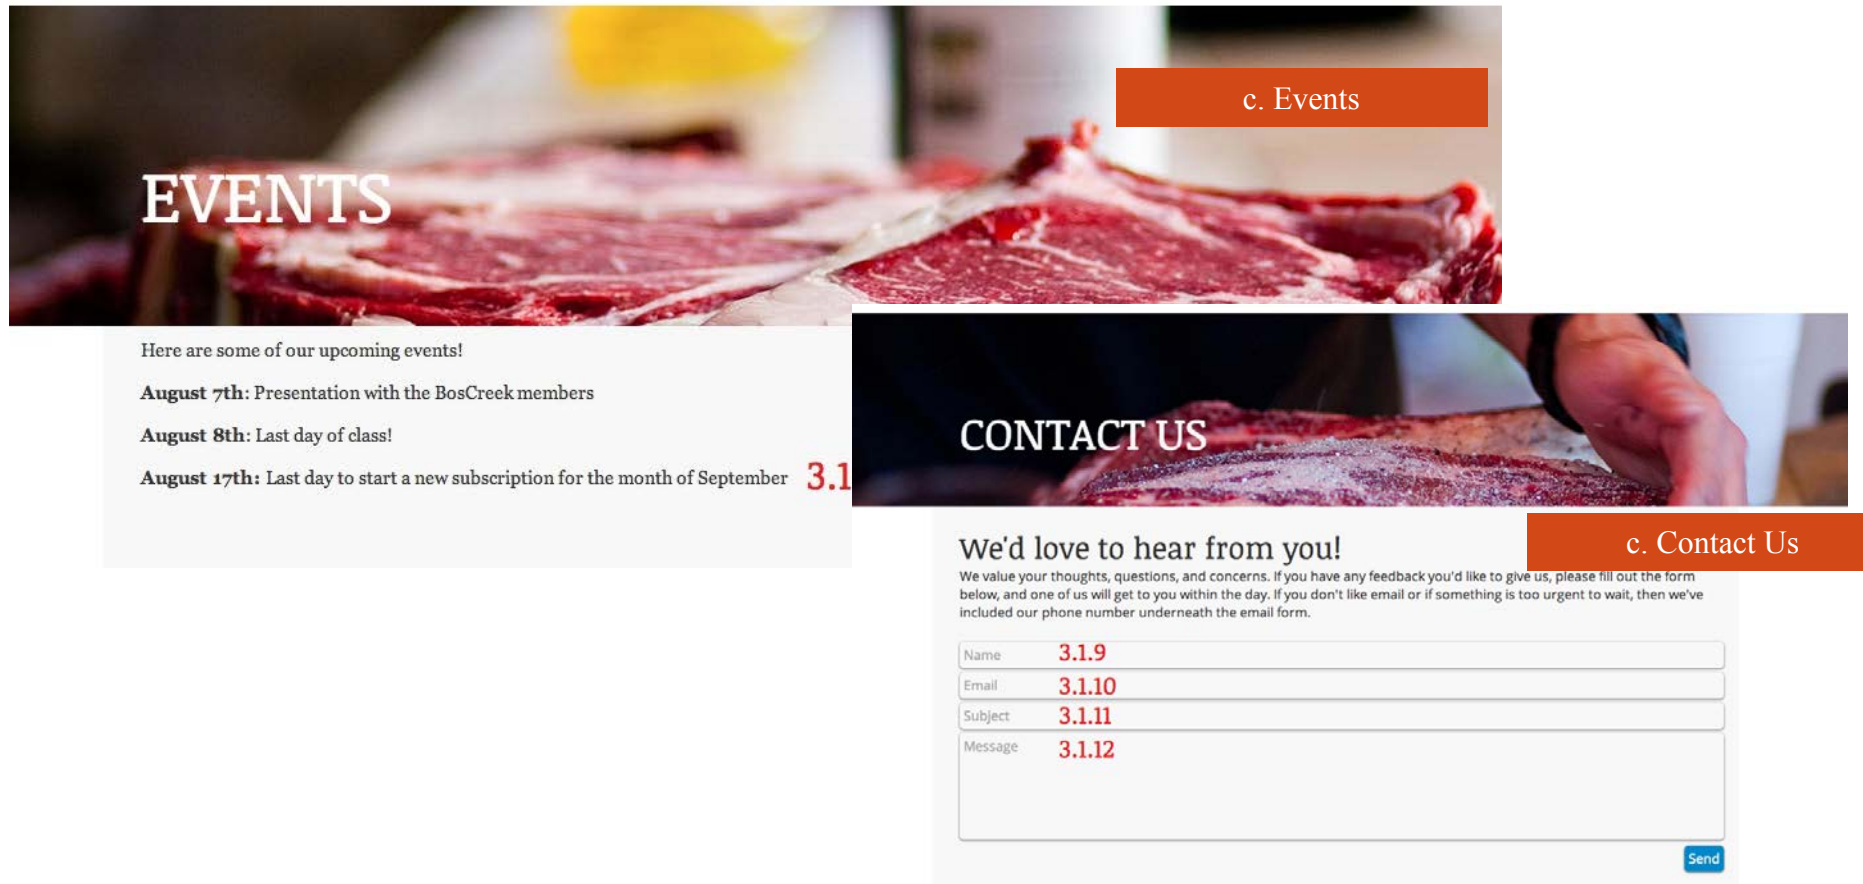 c. Events
EVENTS
Here are some of our upcoming events!
August 7th: Presentation with the BosCreek members
August 8th: Last day of class!
August 17th: Last day to start a new subscription for the month of September 3.1
CONTACT US
c. Contact Us
We'd love to hear from you!
We value your thoughts, questions, and concerns. If you have any feedback you'd like to give us, please fill out the form
below, and one of us will get to you within the day. If you don't like email or if something is too urgent to wait, then we've
included our phone number underneath the email form.
Name 3.1.9
Email 3.1.10
Subject 3.1.11
Message 3.1.12
Send